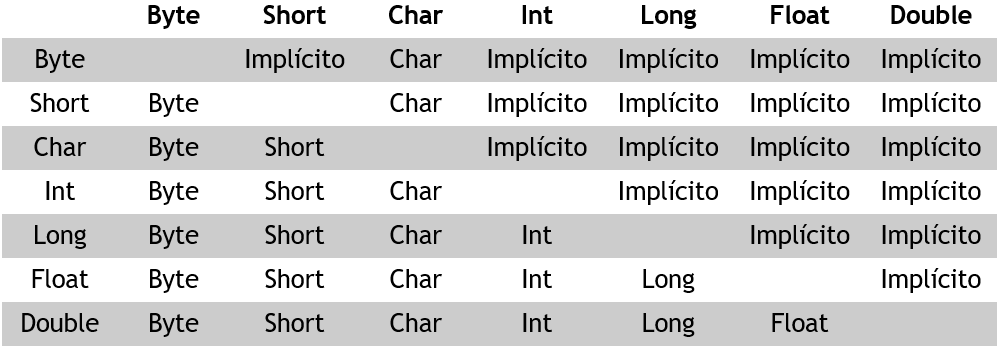 Byte Short Char Int Long Float Double
Byte Implícito Char Implícito Implícito Implícito Implícito
Short Byte Char Implícito Implícito Implícito Implícito
Char Byte Short Implícito Implícito Implícito Implícito
Int Byte Short Char Implícito Implícito Implícito
Long Byte Short Char Int Implícito Implícito
Float Byte Short Char Int Long Implícito
Double Byte Short Char Int Long Float